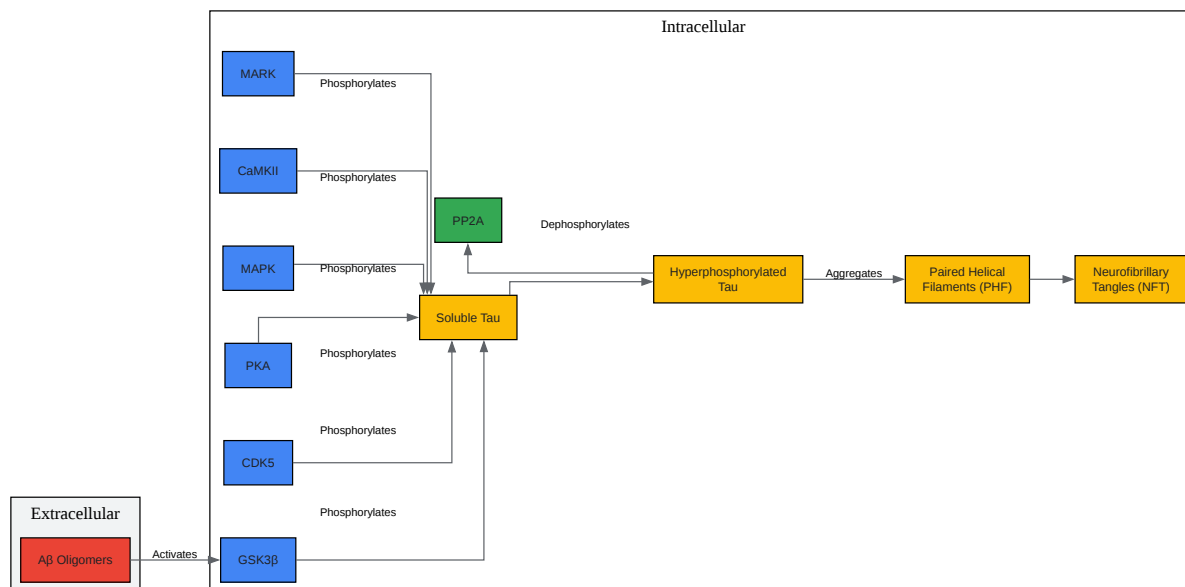 Intracellular
MARK
Phosphorylates
CaMKII
Phosphorylates
PP2A
Dephosphorylates
MAPK
Phosphorylates
Hyperphosphorylated
Tau
Aggregates
Paired Helical
Filaments (PHF)
Neurofibrillary
Tangles (NFT)
Soluble Tau
PKA
Phosphorylates
Phosphorylates
CDK5
Extracellular
Phosphorylates
Aβ Oligomers
Activates
GSK3β